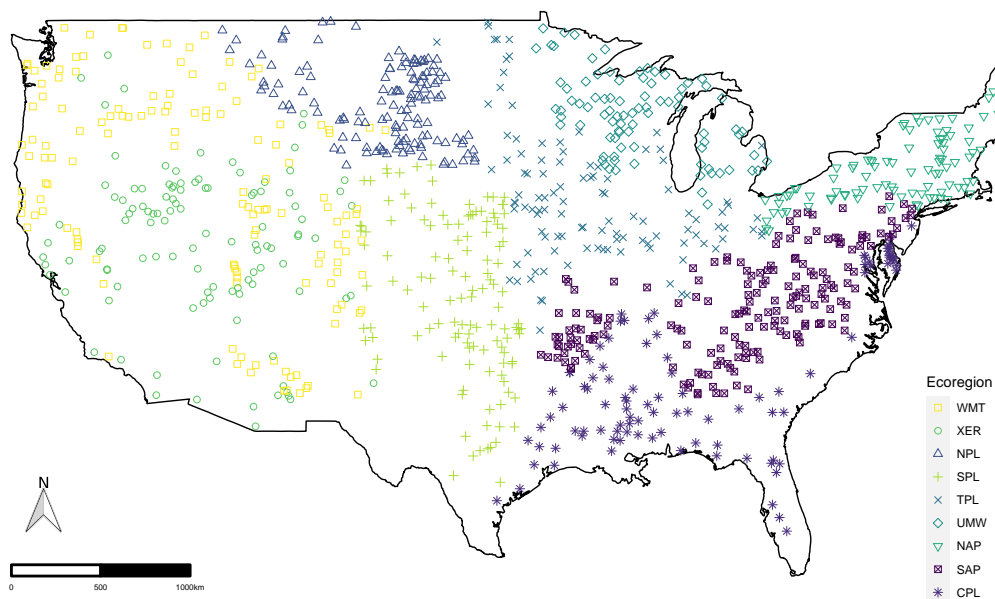 Ecoregion
WMT
XER
NPL
SPL
TPL
UMW
NAP
SAP
CPL
N
0 500 1000km